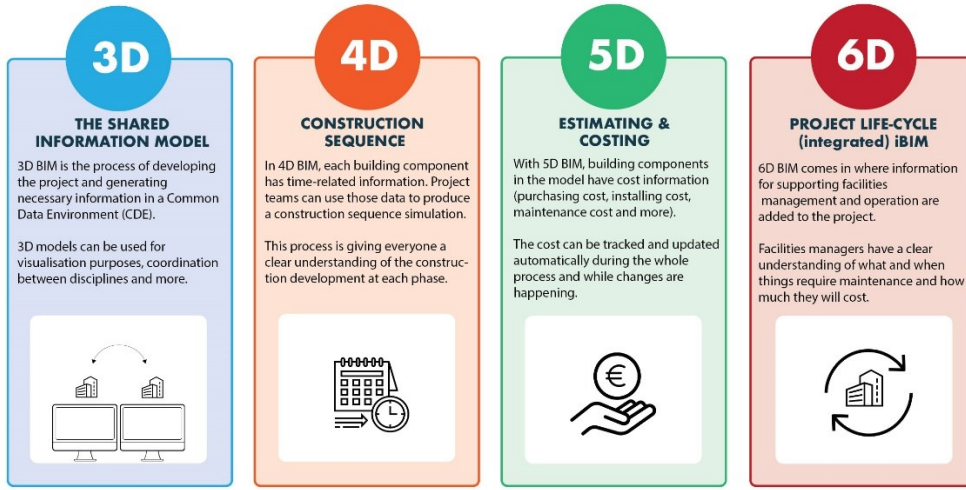 3D
THE SHARED
INFORMATION MODEL
3D BIM is the process of developing
the project and generating
necessary information in a Common
Data Environment (CDE).
3D models can be used for
visualisation purposes, coordination
between disciplines and more.
4D
CONSTRUCTION
SEQUENCE
In 4D BIM, each building component
has time-related information. Project
teams can use those data to produce
a construction sequence simulation.
This process is giving everyone a
clear understanding of the construc-
tion development at each phase.
5D
ESTIMATING &
COSTING
With 5D BIM, building components
in the model have cost information
(purchasing cost, installing cost,
maintenance cost and more).
The cost can be tracked and updated
automatically during the whole
process and while changes are
happening.
€
6D
PROJECT LIFE-CYCLE
(integrated) iBIM
6D BIM comes in where information
for supporting facilities
management and operation are
added to the project.
Facilities managers have a clear
understanding of what and when
things require maintenance and how
much they will cost.